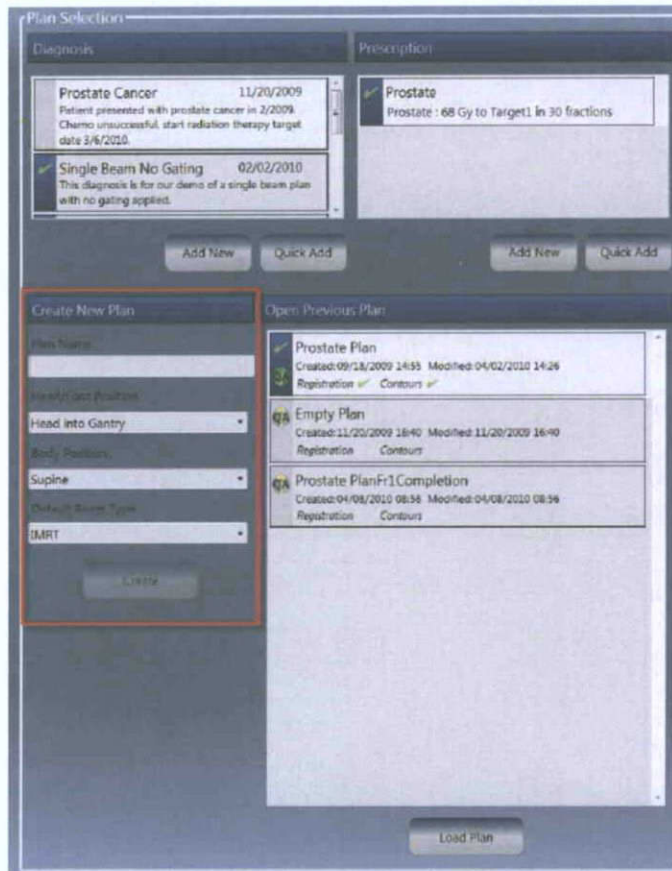 Plan Selection
Diagnosis
Prostate Cancer 11/20/2009
Patient presented with prostate cancer in 2/2009.
Chemo unsuccessful, start radiation therapy target
date 3/6/2010.
Single Beam No Gating 02/02/2010
This diagnosis is for our demo of a single beam plan
with no gating applied.
Add New Quick Add
Prescription
Prostate
Prostate : 68 Gy to Target1 in 30 fractions
Add New Quick Add
Create New Plan
Plan Name
Head/Foot Position
Head into Gantry
Body Position
Supine
Default Beam Type
IMRT
Create
Open Previous Plan
Prostate Plan
Created:09/18/2009 14:55 Modified:04/02/2010 14:26
Registration Contours
QA Empty Plan
Created:11/20/2009 16:40 Modified:11/20/2009 16:40
Registration Contours
QA Prostate PlanFr1Completion
Created:04/08/2010 08:56 Modified:04/08/2010 08:56
Registration Contours
Load Plan